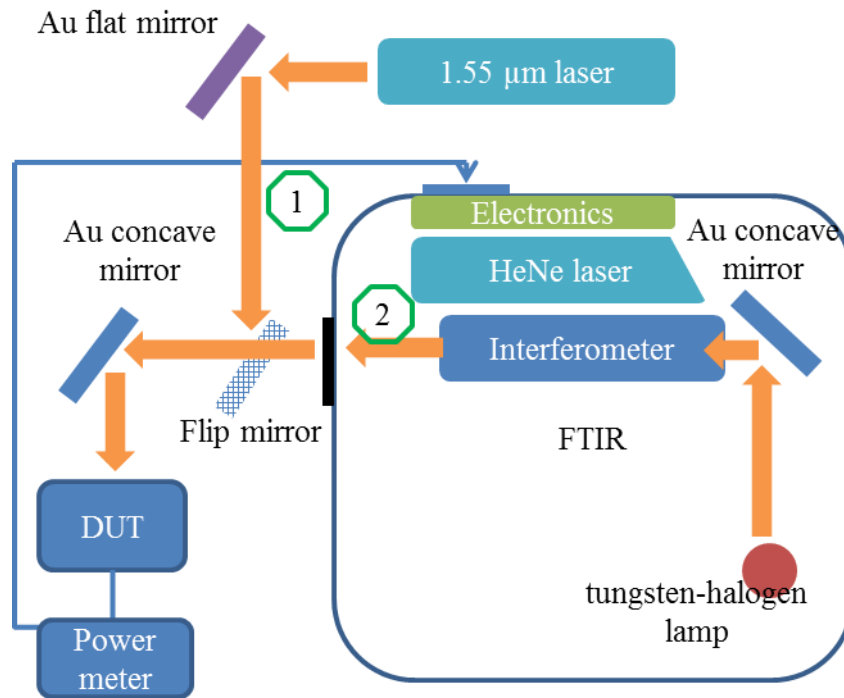 Au flat mirror
1.55 µm laser
1
Electronics
Au concave
mirror
HeNe laser
Au concave
mirror
2
Interferometer
Flip mirror
FTIR
DUT
tungsten-halogen
lamp
Power
meter